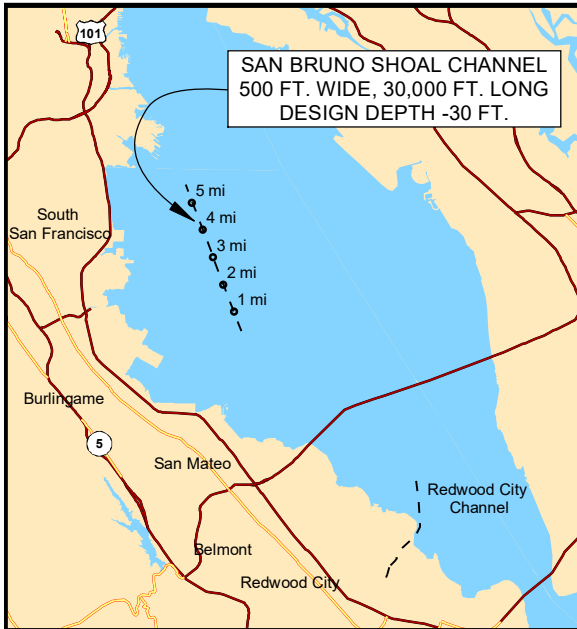 101
SAN BRUNO SHOAL CHANNEL
500 FT. WIDE, 30,000 FT. LONG
DESIGN DEPTH -30 FT.
5 mi
4 mi
3 mi
2 mi
1 mi
South
San Francisco
Burlingame
5
San Mateo
Redwood City
Channel
Belmont
Redwood City